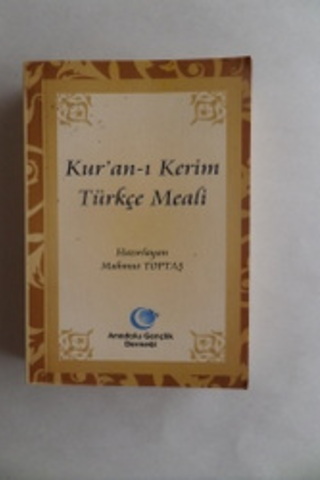 Kur'an-ı Kerim
Türkçe Meali
Hazırlayan
Mahmut TOPTAŞ
Anadolu Gençlik
Derneği